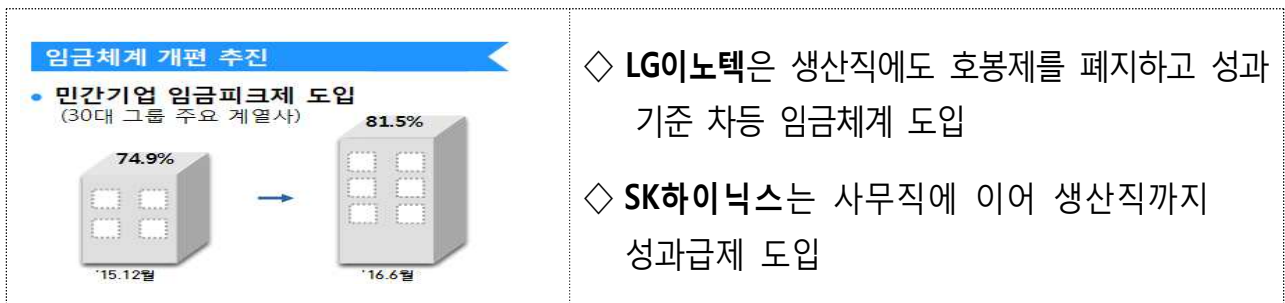 임금체계 개편 추진
• 민간기업 임금피크제 도입
(30대 그룹 주요 계열사)
81.5%
74.9%
'15.12월
'16.6월
◇ LG이노텍은 생산직에도 호봉제를 폐지하고 성과
기준 차등 임금체계 도입
◇ SK하이닉스는 사무직에 이어 생산직까지
성과급제 도입